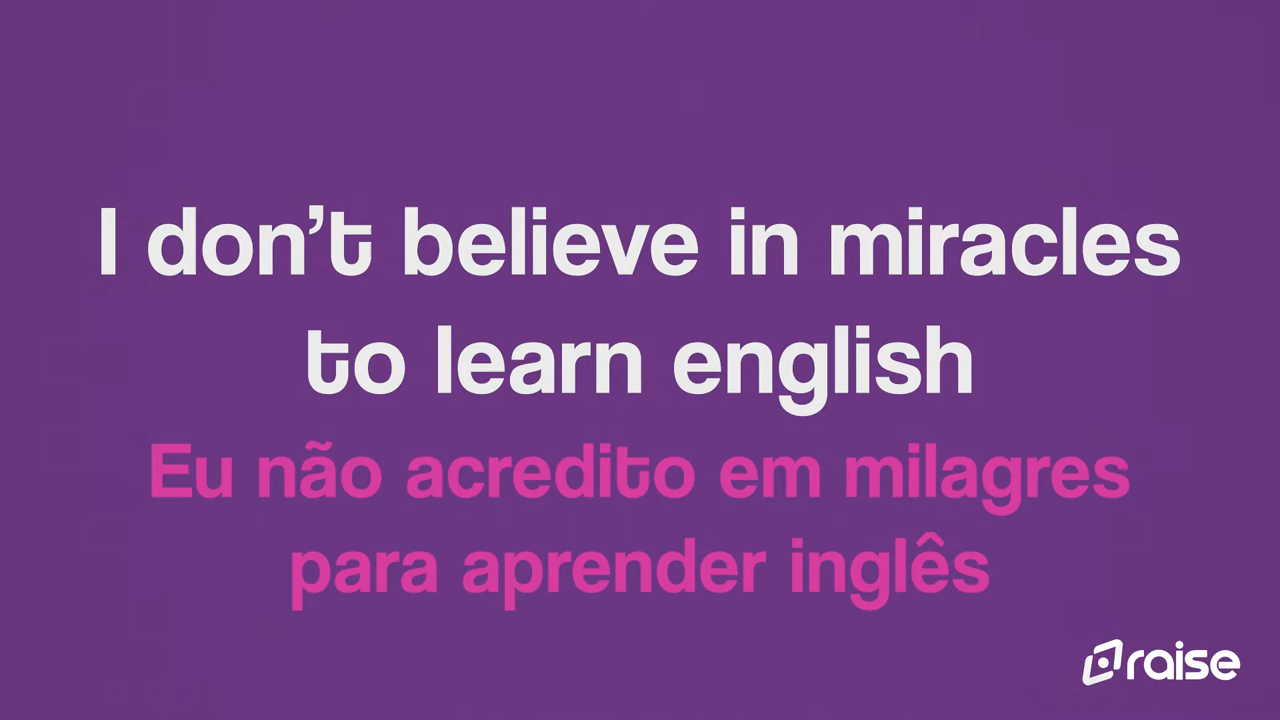 I don’t believe in miracles
to learn english
Eu não acredito em milagres
para aprender inglês
raise